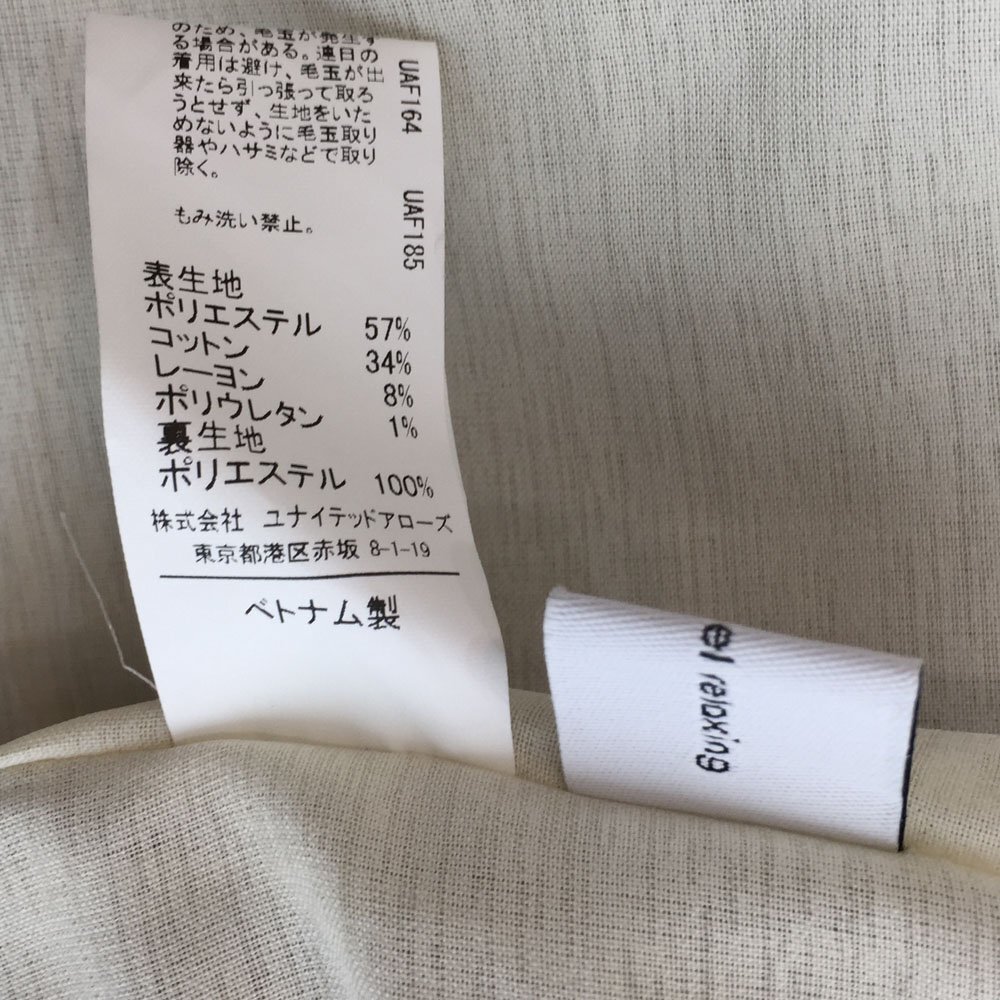 のため、毛玉が発生す
る場合がある。連日の
着用は避け、毛玉が出
来たら引っ張って取ろ
うとせず、生地をいた
めないように毛玉取り
器やハサミなどで取り
除く。
もみ洗い禁止。
UAF164 UAF185
表生地
ポリエステル 57%
コットン 34%
レーヨン 8%
ポリウレタン 1%
裏生地
ポリエステル 100%
株式会社 ユナイテッドアローズ
東京都港区赤坂 8-1-19
ベトナム製
el relaxing